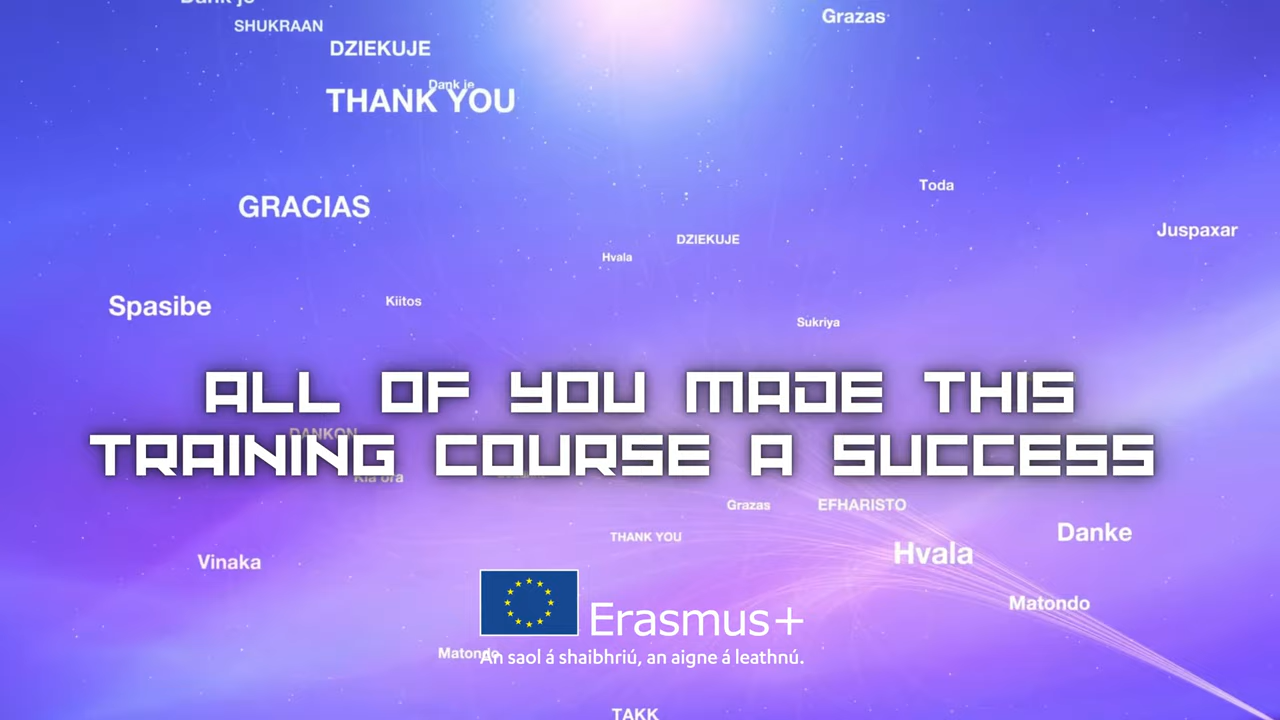 Dank je
SHUKRAAN
Grazas
DZIEKUJE
Dank je
THANK YOU
Toda
GRACIAS
Juspaxar
DZIEKUJE
Hvala
Spasibe
Kiitos
Sukriya
ALL OF YOU MADE THIS
DANKON
TRAINING COURSE A SUCCESS
Kia ora
Grazas
EFHARISTO
Danke
THANK YOU
Hvala
Vinaka
Matondo
Erasmus+
Matondo
An saol á shaibhriú, an aigne á leathnú.
TAKK